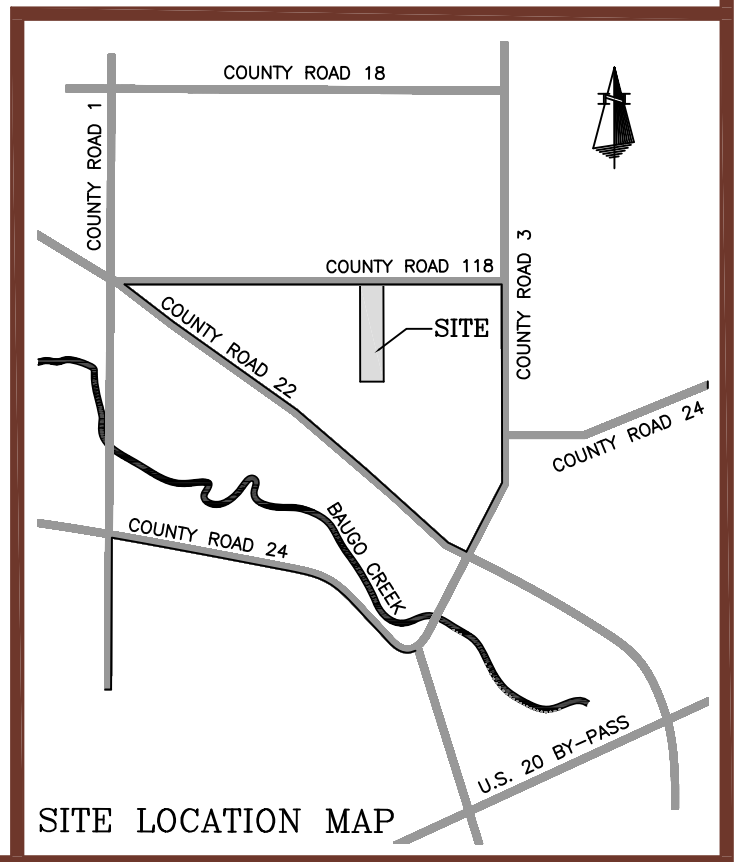 COUNTY ROAD 18
COUNTY ROAD 1
COUNTY ROAD 118
COUNTY ROAD 3
SITE
COUNTY ROAD 22
COUNTY ROAD 24
COUNTY ROAD 24
BAUGO CREEK
U.S. 20 BY-PASS
SITE LOCATION MAP